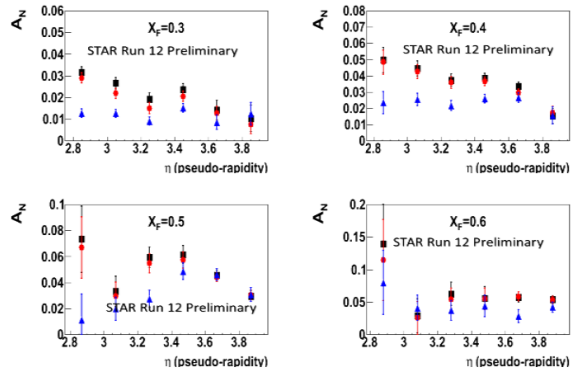 A_N
X_F=0.3
STAR Run 12 Preliminary
0.05
0.04
0.03
0.02
0.01
0
2.8 3 3.2 3.4 3.6 3.8
η (pseudo-rapidity)
A_N
X_F=0.4
STAR Run 12 Preliminary
0.08
0.07
0.06
0.05
0.04
0.03
0.02
0.01
0
2.8 3 3.2 3.4 3.6 3.8
η (pseudo-rapidity)
A_N
X_F=0.5
0.1
0.08
0.06
0.04
0.02
0
STAR Run 12 Preliminary
2.8 3 3.2 3.4 3.6 3.8
η (pseudo-rapidity)
A_N
X_F=0.6
STAR Run 12 Preliminary
0.2
0.15
0.1
0.05
0
2.8 3 3.2 3.4 3.6 3.8
η (pseudo-rapidity)